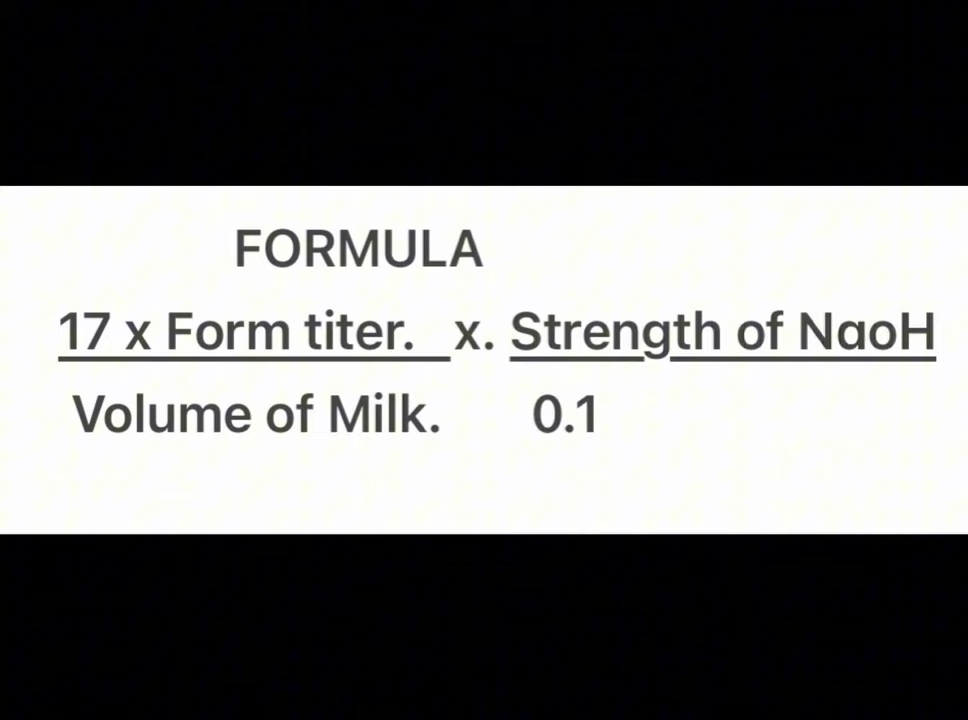 FORMULA
17 x Form titer. x. Strength of NaoH
Volume of Milk. 0.1